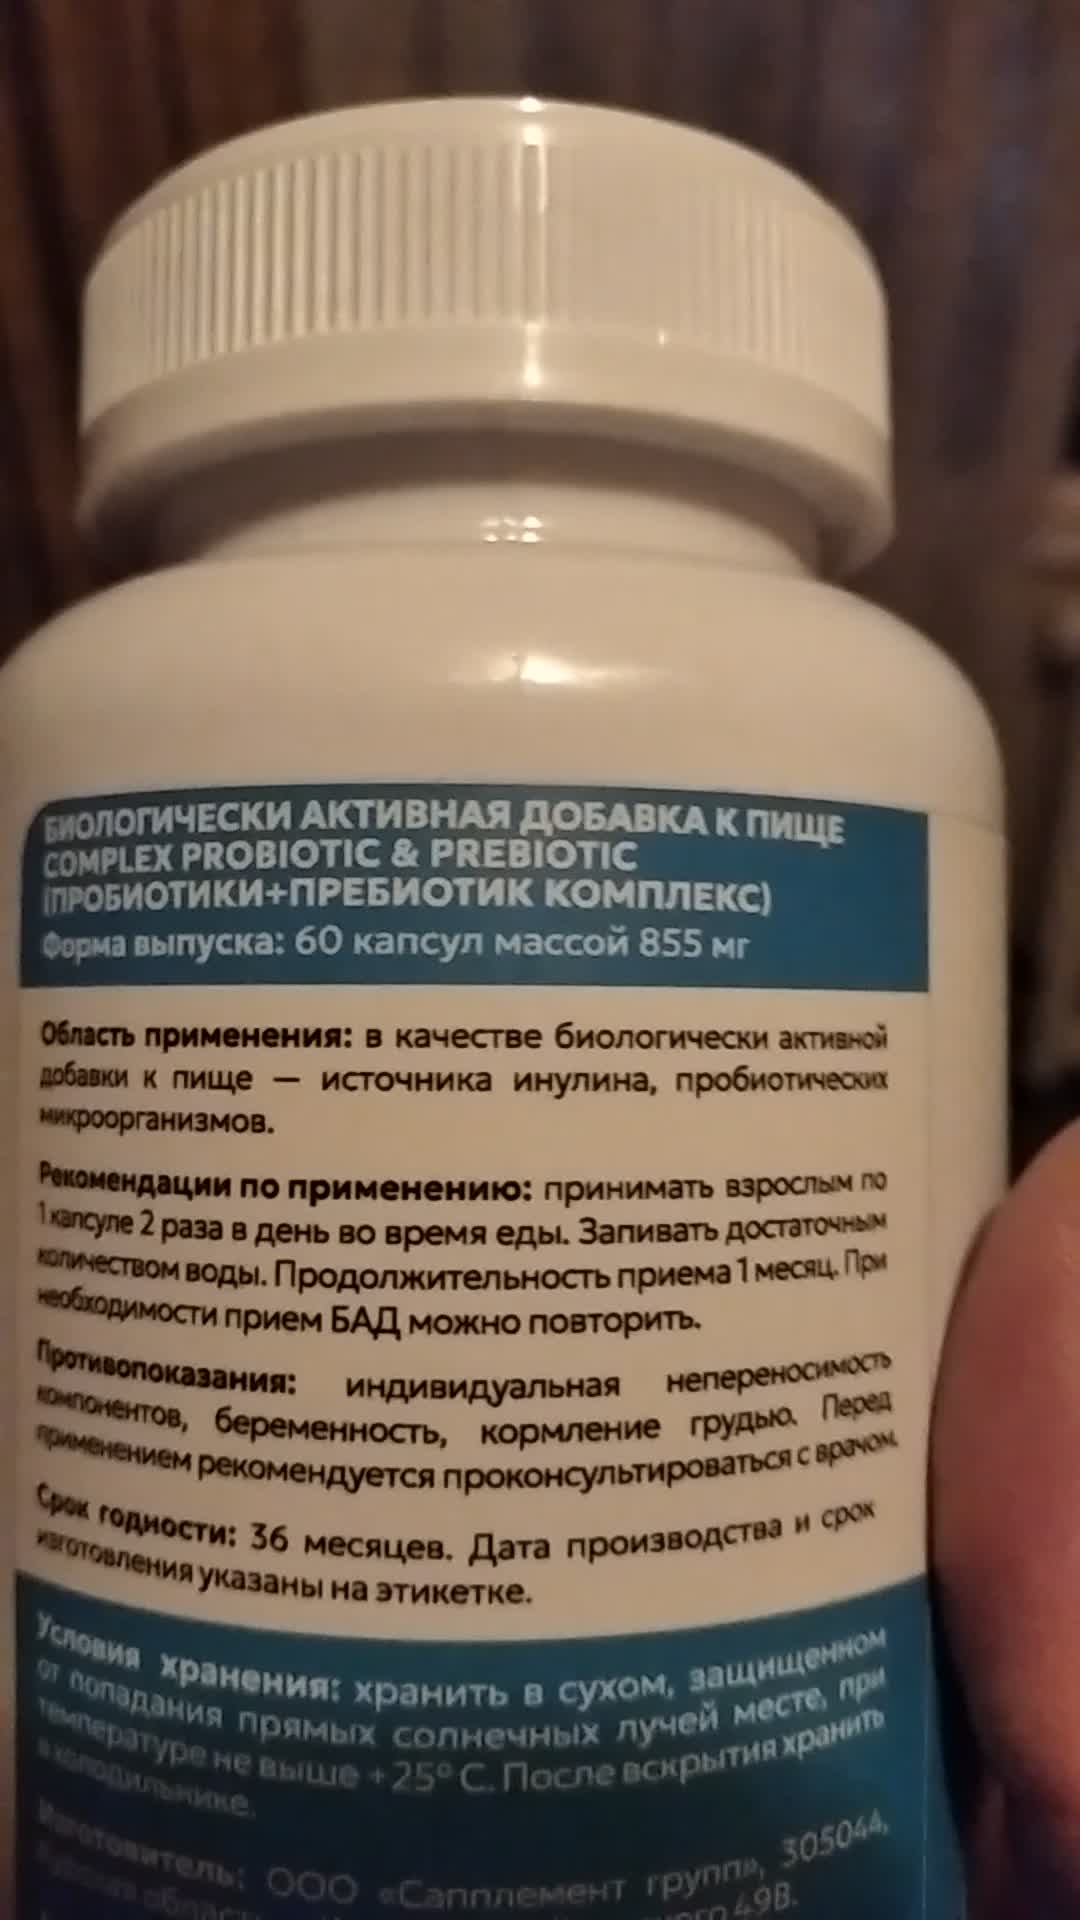 БИОЛОГИЧЕСКИ АКТИВНАЯ ДОБАВКА К ПИЩЕ
COMPLEX PROBIOTIC & PREBIOTIC
(ПРОБИОТИКИ+ПРЕБИОТИК КОМПЛЕКС)
Форма выпуска: 60 капсул массой 855 мг
Область применения: в качестве биологически активной
добавки к пище — источника инулина, пробиотических
микроорганизмов.
Рекомендации по применению: принимать взрослым по
1 капсуле 2 раза в день во время еды. Запивать достаточным
количеством воды. Продолжительность приема 1 месяц. При
необходимости прием БАД можно повторить.
Противопоказания: индивидуальная непереносимость
компонентов, беременность, кормление грудью. Перед
применением рекомендуется проконсультироваться с врачом.
Срок годности: 36 месяцев. Дата производства и срок
изготовления указаны на этикетке.
Условия хранения: хранить в сухом, защищенном
от попадания прямых солнечных лучей месте, при
температуре не выше +25° С. После вскрытия хранить
в холодильнике.
Изготовитель: ООО «Сапплемент групп», 305044,
49В.